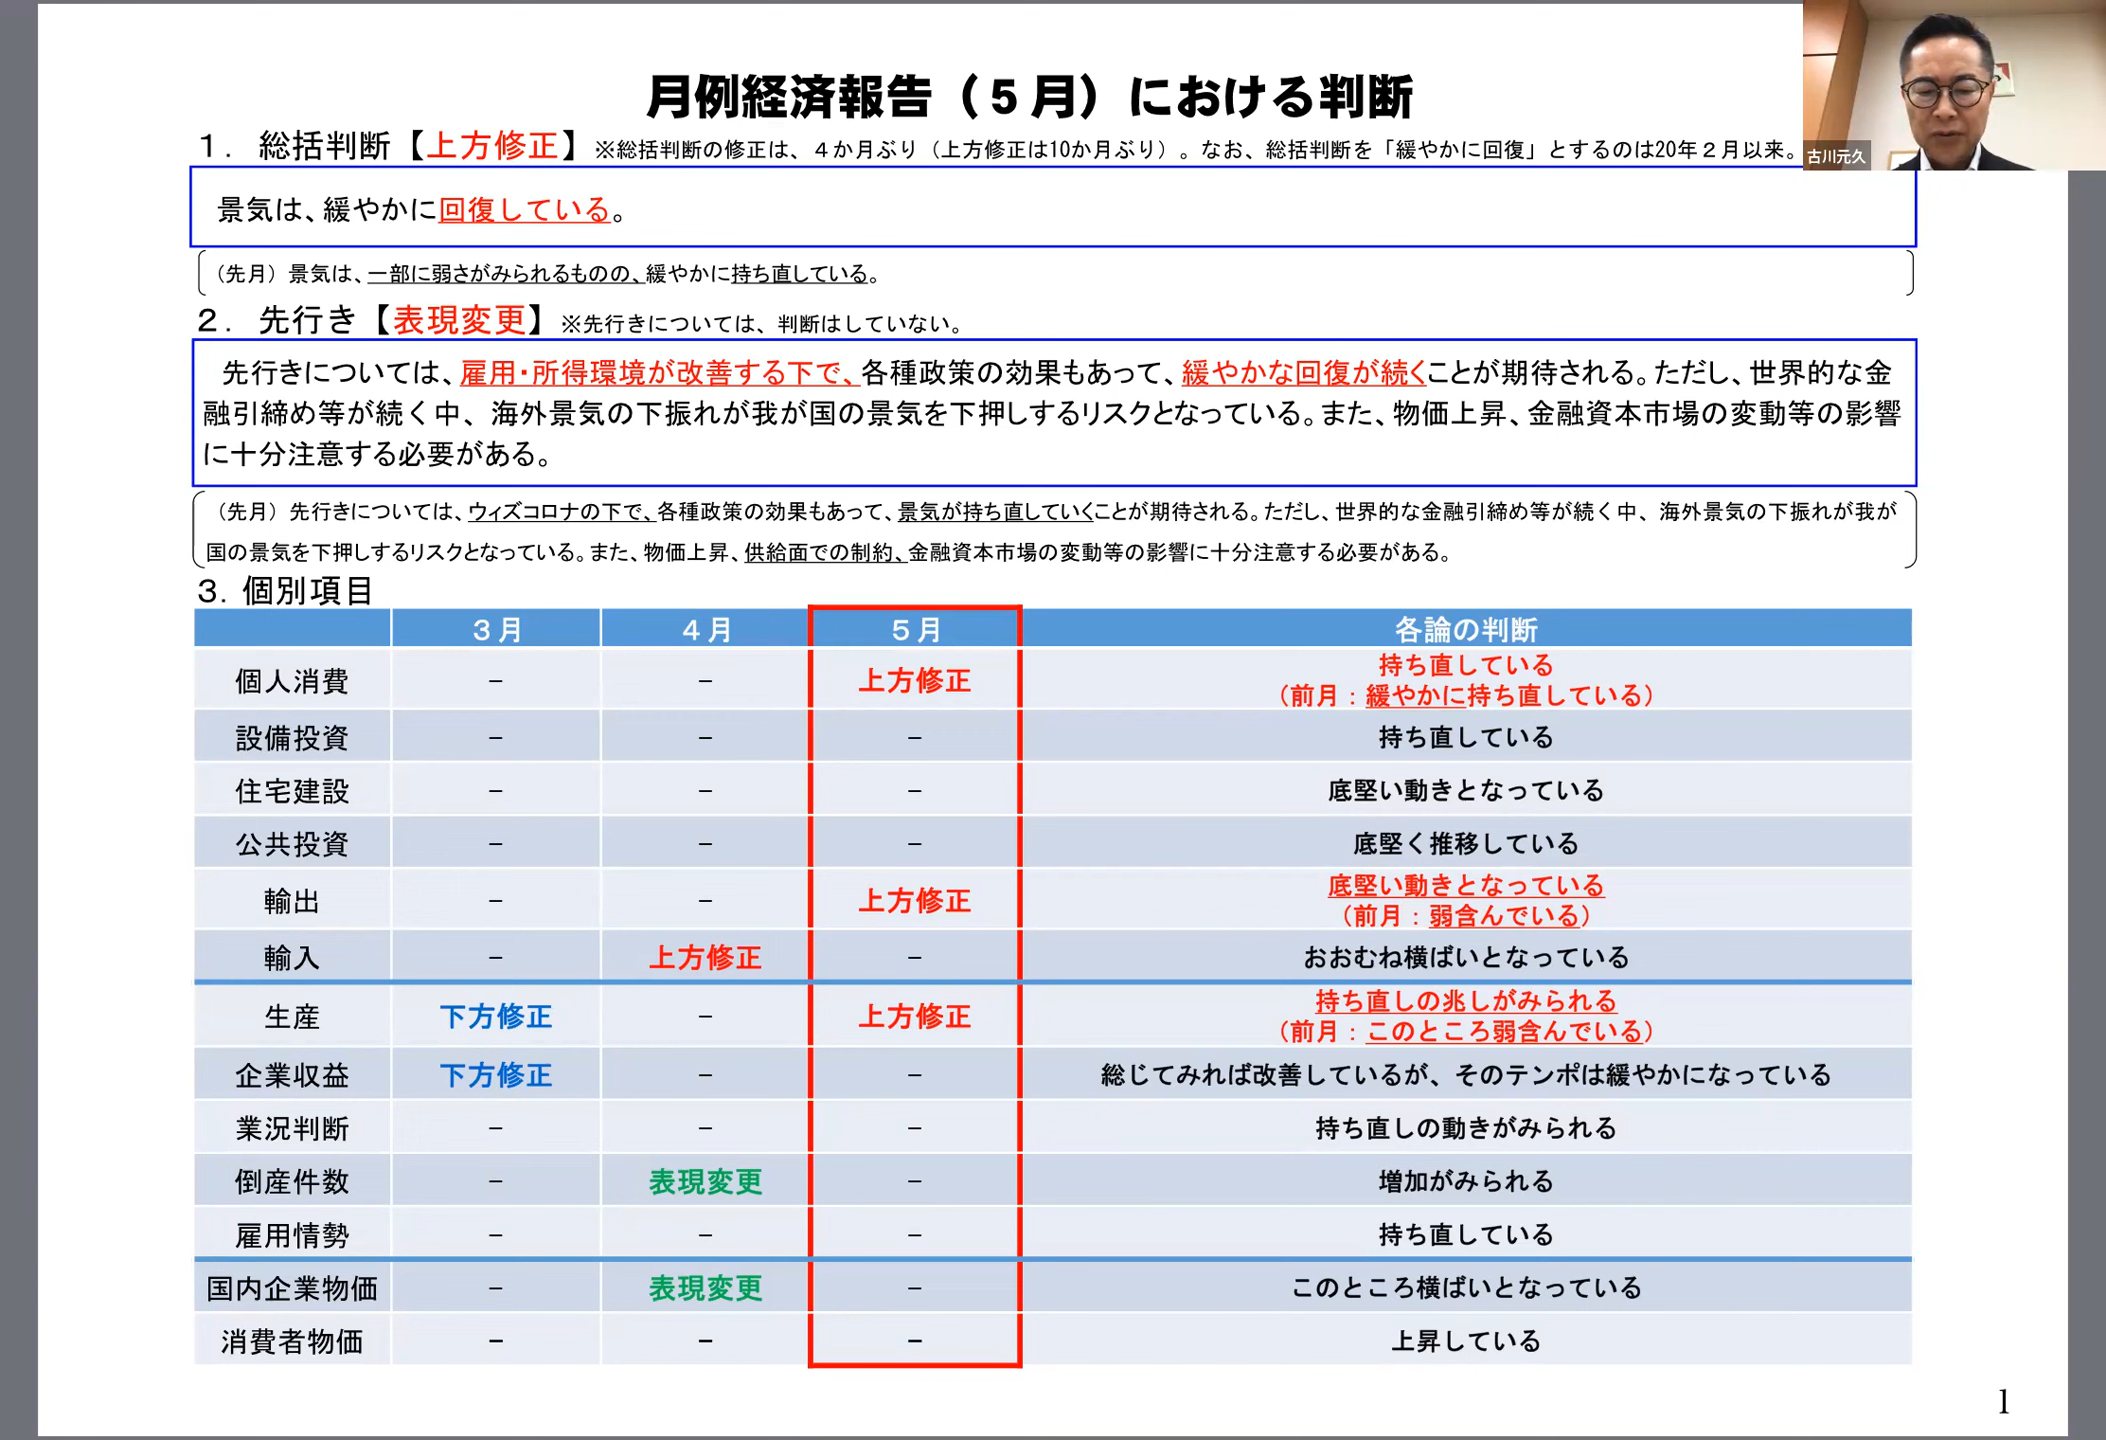 月例経済報告（５月）における判断
１．総括判断【上方修正】※総括判断の修正は、４か月ぶり（上方修正は10か月ぶり）。なお、総括判断を「緩やかに回復」とするのは20年２月以来。
古川元久
景気は、緩やかに回復している。
（先月）景気は、一部に弱さがみられるものの、緩やかに持ち直している。
２．先行き【表現変更】※先行きについては、判断はしていない。
先行きについては、雇用・所得環境が改善する下で、各種政策の効果もあって、緩やかな回復が続くことが期待される。ただし、世界的な金
融引締め等が続く中、海外景気の下振れが我が国の景気を下押しするリスクとなっている。また、物価上昇、金融資本市場の変動等の影響
に十分注意する必要がある。
（先月）先行きについては、ウィズコロナの下で、各種政策の効果もあって、景気が持ち直していくことが期待される。ただし、世界的な金融引締め等が続く中、海外景気の下振れが我が
国の景気を下押しするリスクとなっている。また、物価上昇、供給面での制約、金融資本市場の変動等の影響に十分注意する必要がある。
３．個別項目
３月 ４月 ５月 各論の判断
個人消費 － － 上方修正 持ち直している
（前月：緩やかに持ち直している）
設備投資 － － － 持ち直している
住宅建設 － － － 底堅い動きとなっている
公共投資 － － － 底堅く推移している
輸出 － － 上方修正 底堅い動きとなっている
（前月：弱含んでいる）
輸入 － 上方修正 － おおむね横ばいとなっている
生産 下方修正 － 上方修正 持ち直しの兆しがみられる
（前月：このところ弱含んでいる）
企業収益 下方修正 － － 総じてみれば改善しているが、そのテンポは緩やかになっている
業況判断 － － － 持ち直しの動きがみられる
倒産件数 － 表現変更 － 増加がみられる
雇用情勢 － － － 持ち直している
国内企業物価 － 表現変更 － このところ横ばいとなっている
消費者物価 － － － 上昇している
1